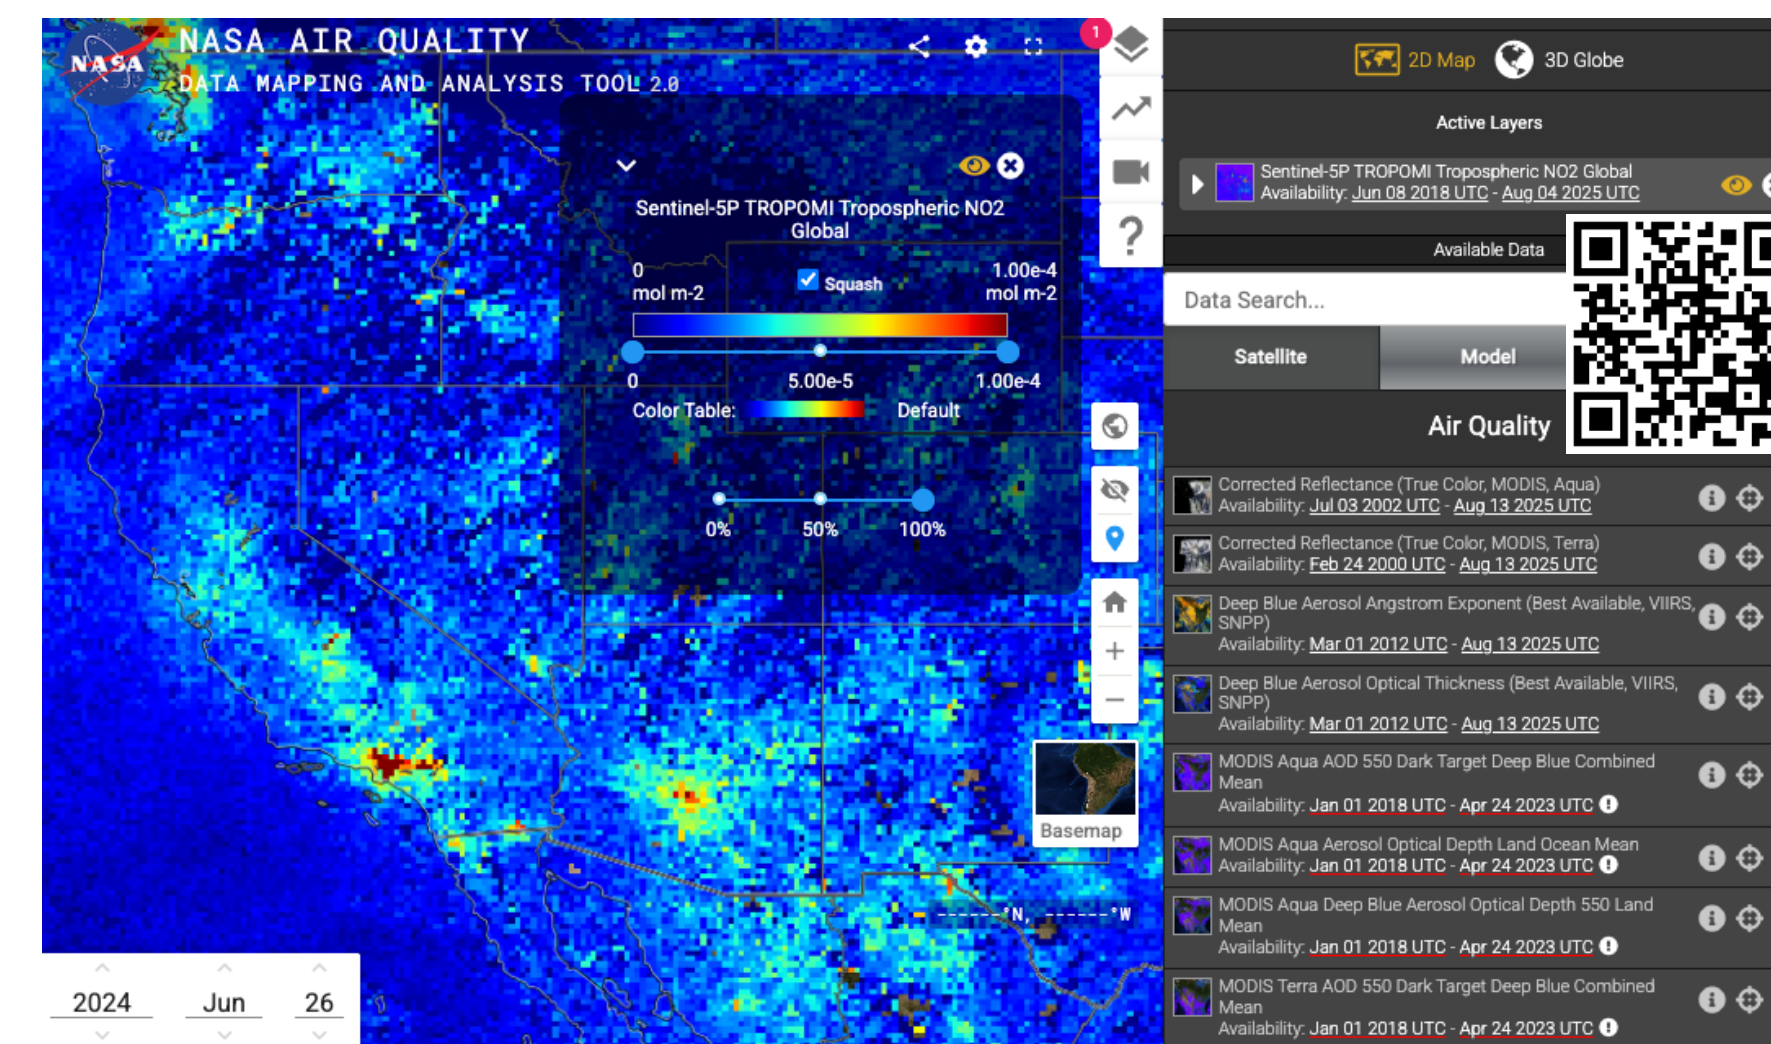 NASA
NASA AIR QUALITY
DATA MAPPING AND ANALYSIS TOOL 2.0
Sentinel-5P TROPOMI Tropospheric NO2
Global
0
mol m-2
Squash
1.00e-4
mol m-2
0
5.00e-5
1.00e-4
Color Table:
Default
0%
50%
100%
1
?
Basemap
------°N, ------°W
2024
Jun
26
2D Map
3D Globe
Active Layers
Sentinel-5P TROPOMI Tropospheric NO2 Global
Availability: Jun 08 2018 UTC - Aug 04 2025 UTC
Available Data
Data Search...
Satellite
Model
Air Quality
Corrected Reflectance (True Color, MODIS, Aqua)
Availability: Jul 03 2002 UTC - Aug 13 2025 UTC
Corrected Reflectance (True Color, MODIS, Terra)
Availability: Feb 24 2000 UTC - Aug 13 2025 UTC
Deep Blue Aerosol Angstrom Exponent (Best Available, VIIRS,
SNPP)
Availability: Mar 01 2012 UTC - Aug 13 2025 UTC
Deep Blue Aerosol Optical Thickness (Best Available, VIIRS,
SNPP)
Availability: Mar 01 2012 UTC - Aug 13 2025 UTC
MODIS Aqua AOD 550 Dark Target Deep Blue Combined
Mean
Availability: Jan 01 2018 UTC - Apr 24 2023 UTC
MODIS Aqua Aerosol Optical Depth Land Ocean Mean
Availability: Jan 01 2018 UTC - Apr 24 2023 UTC
MODIS Aqua Deep Blue Aerosol Optical Depth 550 Land
Mean
Availability: Jan 01 2018 UTC - Apr 24 2023 UTC
MODIS Terra AOD 550 Dark Target Deep Blue Combined
Mean
Availability: Jan 01 2018 UTC - Apr 24 2023 UTC